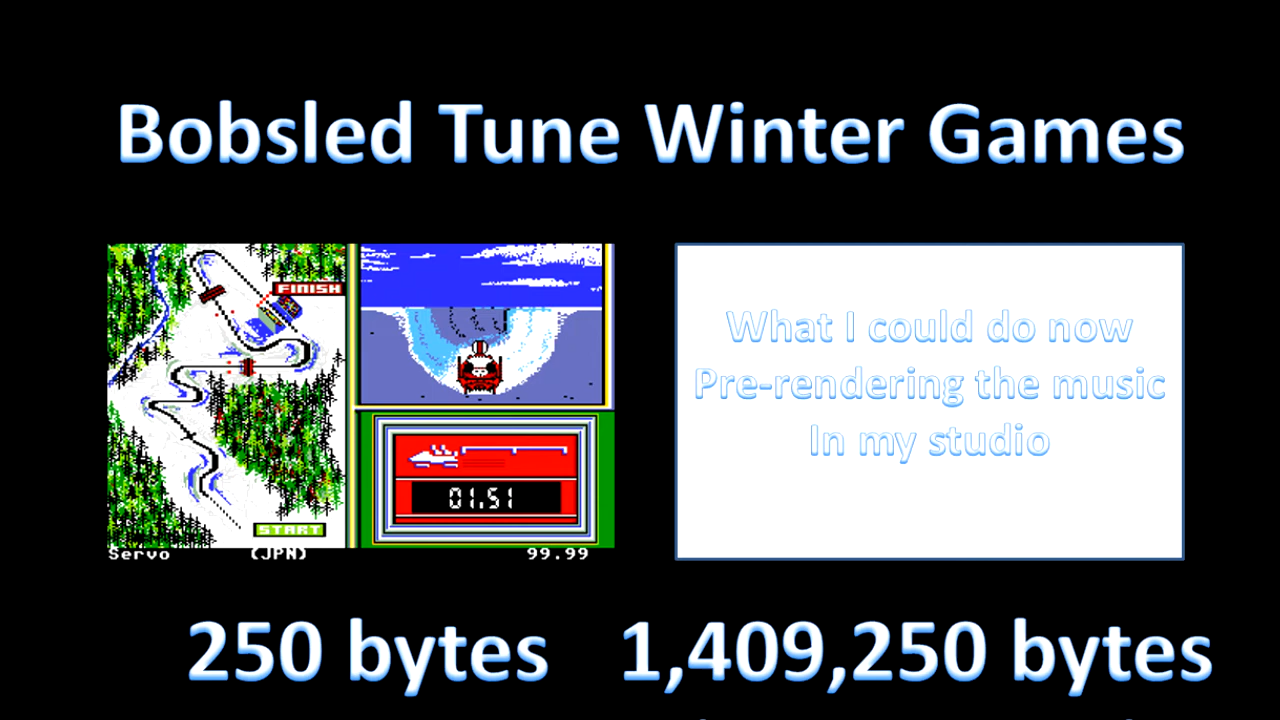 Bobsled Tune Winter Games
FINISH
START
01.51
Servo (JPN) 99.99
What I could do now
Pre-rendering the music
In my studio
250 bytes 1,409,250 bytes